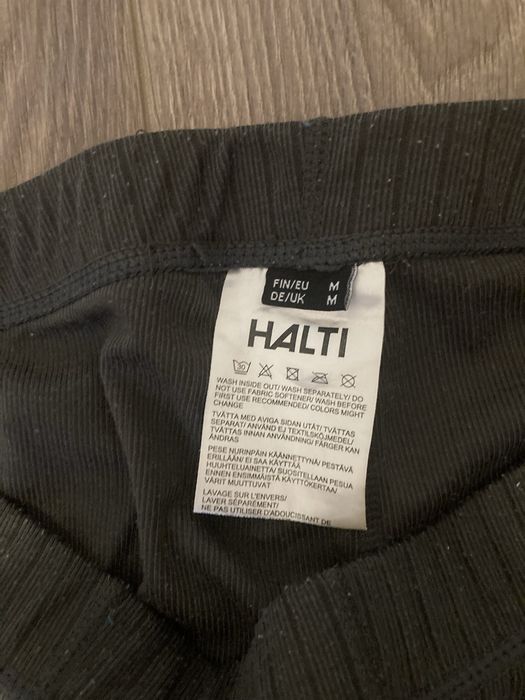 FIN/EU M
DE/UK M
HALTI
30
WASH INSIDE OUT/ WASH SEPARATELY/ DO
NOT USE FABRIC SOFTENER/ WASH BEFORE
FIRST USE RECOMMENDED/ COLORS MIGHT
CHANGE
TVÄTTA MED AVIGA SIDAN UTÅT/ TVÄTTAS
SEPARAT/ ANVÄND EJ TEXTILSKÖJMEDEL/
TVÄTTAS INNAN ANVÄNDNING/ FÄRGER KAN
ÄNDRAS
PESE NURINPÄIN KÄÄNNETTYNÄ/ PESTÄVÄ
ERILLÄÄN/ EI SAA KÄYTTÄÄ
HUUHTELUAINETTA/ SUOSITELLAAN PESUA
ENNEN ENSIMMÄISTÄ KÄYTTÖKERTAA/
VÄRIT MUUTTUVAT
LAVAGE SUR L'ENVERS/
LAVER SÉPARÉMENT/
NE PAS UTILISER D'ADOUCISSANT DE